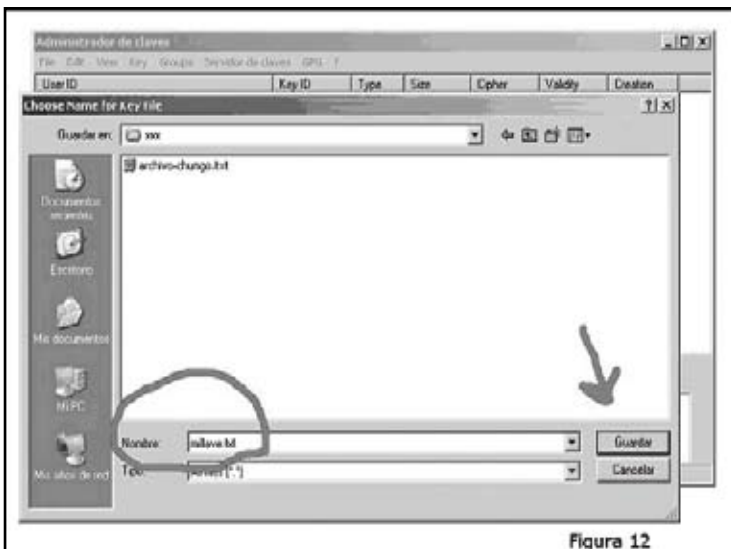 Administrador de claves
File Edit View Key Groups Servidor de claves GPG ?
User ID Key ID Type Size Cipher Validity Creation
Choose Name for Key File
Guardar en: xxx
archivo-chungo.txt
Documentos recientes
Escritorio
Mis documentos
Mi PC
Mis sitios de red
Nombre: millave.txt
Guardar
Tipo:
Cancelar
Figura 12